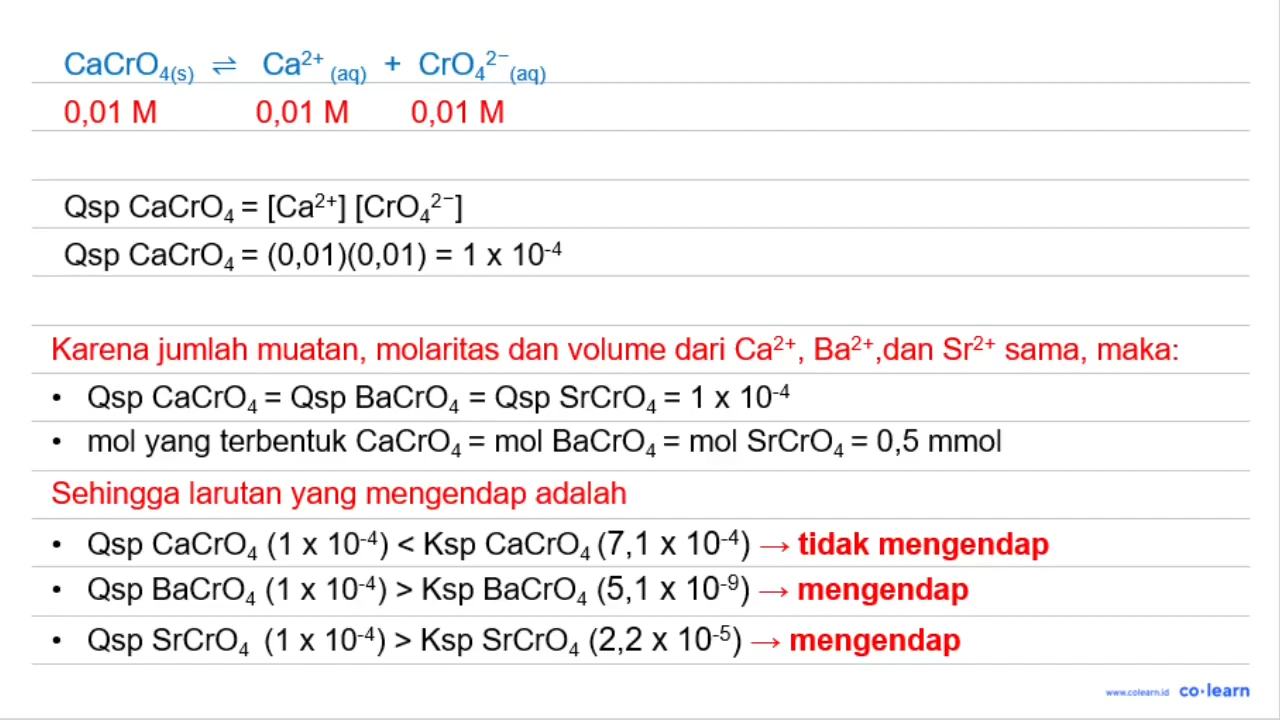 CaCrO₄(s) ⇌ Ca²⁺ (aq) + CrO₄²⁻ (aq)
0,01 M 0,01 M 0,01 M
Qsp CaCrO₄ = [Ca²⁺] [CrO₄²⁻]
Qsp CaCrO₄ = (0,01)(0,01) = 1 x 10⁻⁴
Karena jumlah muatan, molaritas dan volume dari Ca²⁺, Ba²⁺,dan Sr²⁺ sama, maka:
• Qsp CaCrO₄ = Qsp BaCrO₄ = Qsp SrCrO₄ = 1 x 10⁻⁴
• mol yang terbentuk CaCrO₄ = mol BaCrO₄ = mol SrCrO₄ = 0,5 mmol
Sehingga larutan yang mengendap adalah
• Qsp CaCrO₄ (1 x 10⁻⁴) < Ksp CaCrO₄ (7,1 x 10⁻⁴) → tidak mengendap
• Qsp BaCrO₄ (1 x 10⁻⁴) > Ksp BaCrO₄ (5,1 x 10⁻⁹) → mengendap
• Qsp SrCrO₄ (1 x 10⁻⁴) > Ksp SrCrO₄ (2,2 x 10⁻⁵) → mengendap
www.colearn.id co·learn